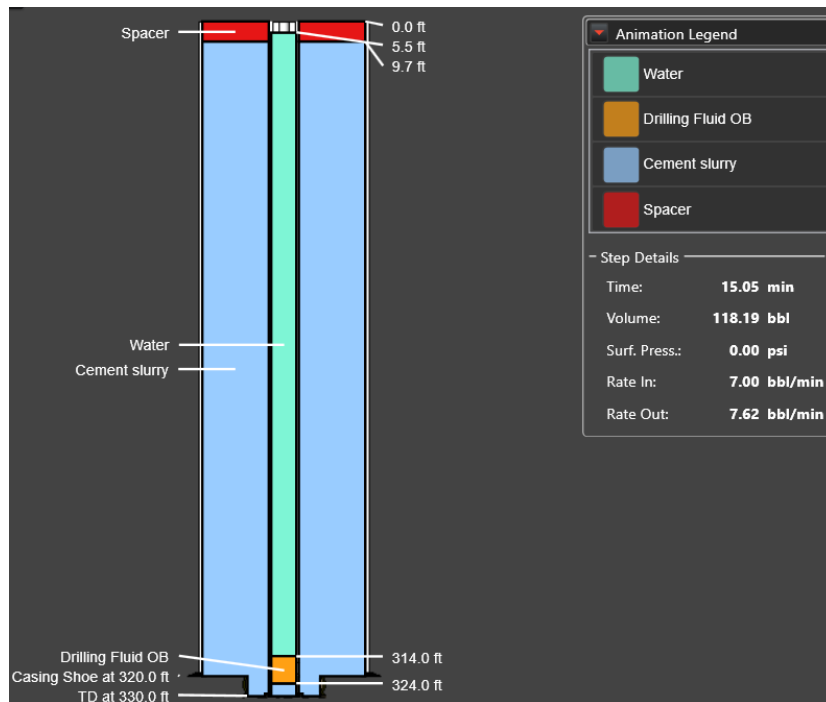 Spacer
0.0 ft
5.5 ft
9.7 ft
Water
Cement slurry
Drilling Fluid OB
314.0 ft
Casing Shoe at 320.0 ft
324.0 ft
TD at 330.0 ft
Animation Legend
Water
Drilling Fluid OB
Cement slurry
Spacer
Step Details
Time: 15.05 min
Volume: 118.19 bbl
Surf. Press.: 0.00 psi
Rate In: 7.00 bbl/min
Rate Out: 7.62 bbl/min